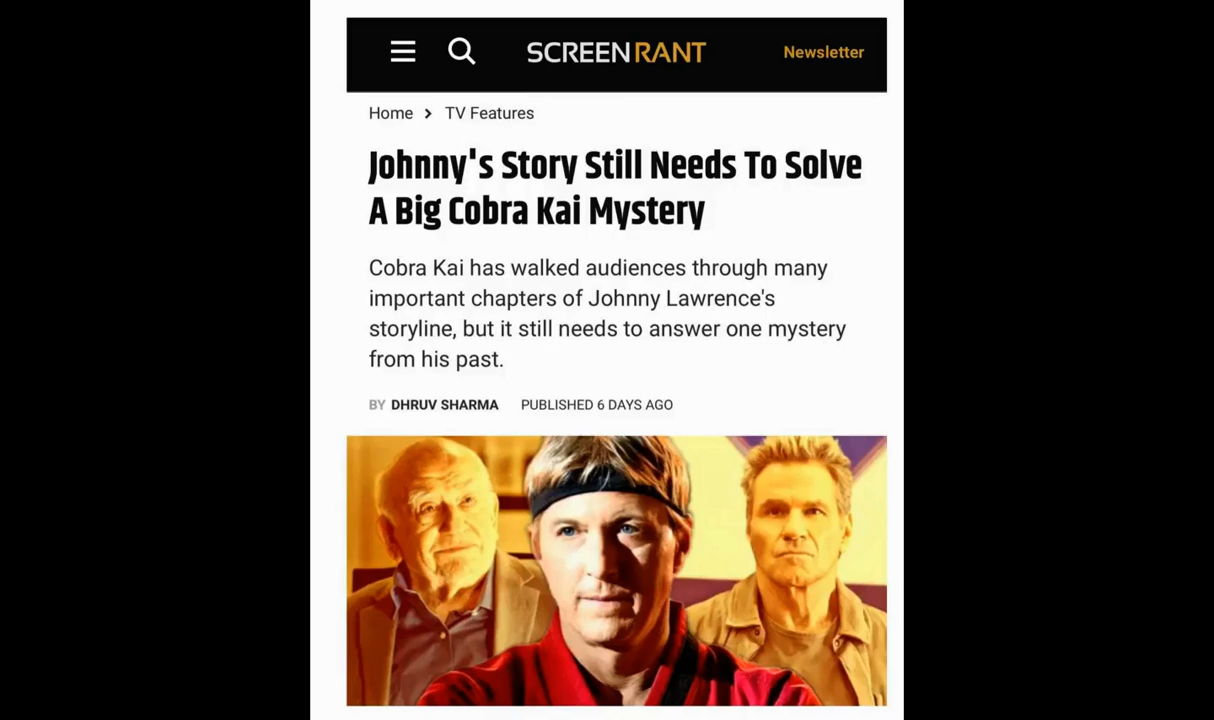 SCREENRANT
Newsletter
Home > TV Features
Johnny's Story Still Needs To Solve
A Big Cobra Kai Mystery
Cobra Kai has walked audiences through many
important chapters of Johnny Lawrence's
storyline, but it still needs to answer one mystery
from his past.
BY DHRUV SHARMA PUBLISHED 6 DAYS AGO